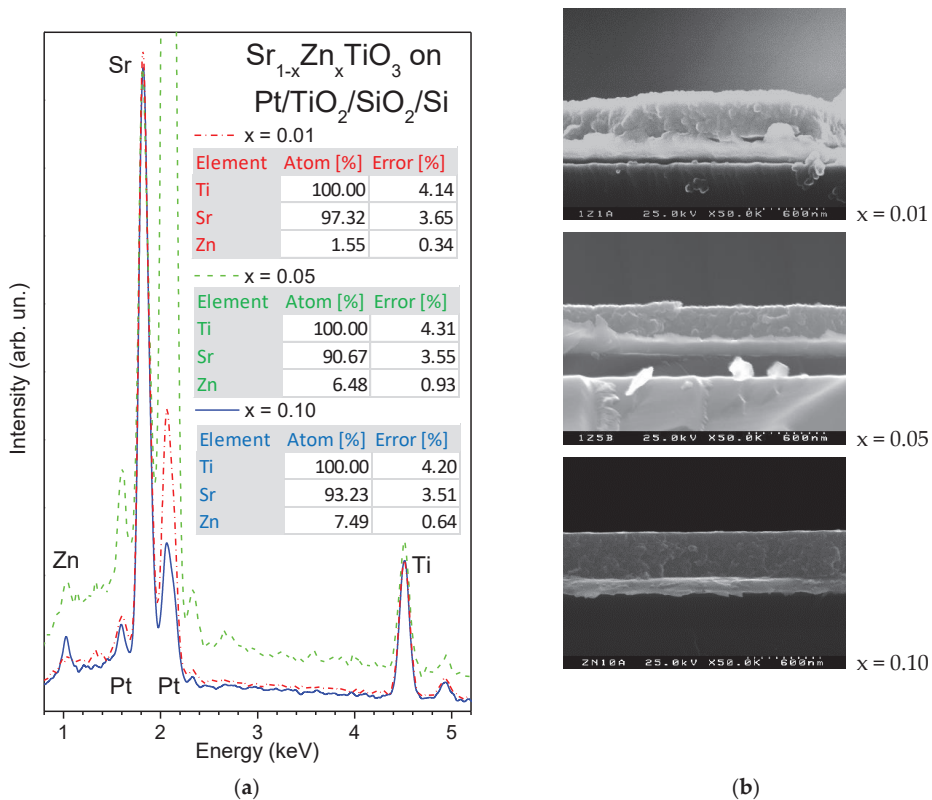 Sr
Sr1-xZnxTiO3 on
Pt/TiO2/SiO2/Si
x = 0.01
Element Atom [%] Error [%]
Ti 100.00 4.14
Sr 97.32 3.65
Zn 1.55 0.34
x = 0.05
Element Atom [%] Error [%]
Ti 100.00 4.31
Sr 90.67 3.55
Zn 6.48 0.93
x = 0.10
Element Atom [%] Error [%]
Ti 100.00 4.20
Sr 93.23 3.51
Zn 7.49 0.64
Zn
Ti
Pt Pt
Intensity (arb. un.)
1 2 3 4 5
Energy (keV)
(a)
1Z1A 25.0kV X50.0K 600nm
x = 0.01
1Z5B 25.0kV X50.0K 600nm
x = 0.05
ZN10A 25.0kV X50.0K 600nm
x = 0.10
(b)